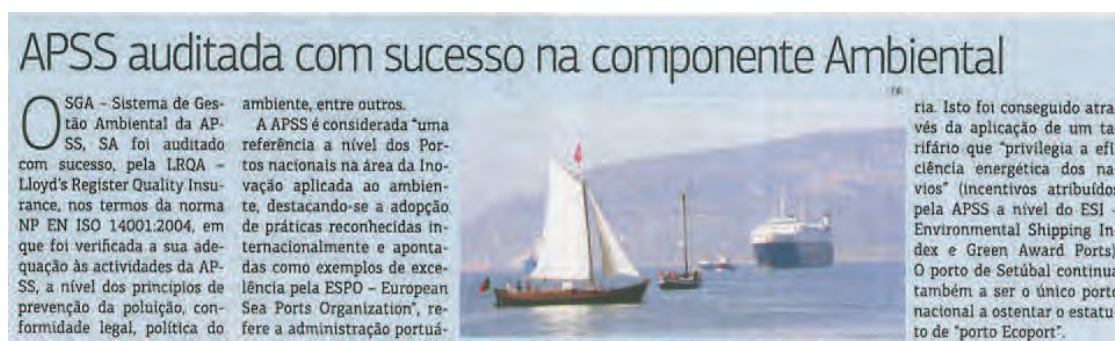 APSS auditada com sucesso na componente Ambiental
O SGA – Sistema de Ges-
tão Ambiental da AP-
SS, SA foi auditado
com sucesso, pela LRQA –
Lloyd's Register Quality Insu-
rance, nos termos da norma
NP EN ISO 14001:2004, em
que foi verificada a sua ade-
quação às actividades da AP-
SS, a nível dos princípios de
prevenção da poluição, con-
formidade legal, política do
ambiente, entre outros.
A APSS é considerada "uma
referência a nível dos Por-
tos nacionais na área da Ino-
vação aplicada ao ambien-
te, destacando-se a adopção
de práticas reconhecidas in-
ternacionalmente e aponta-
das como exemplos de exce-
lência pela ESPO – European
Sea Ports Organization", re-
fere a administração portuá-
DR
ria. Isto foi conseguido atra-
vés da aplicação de um ta-
rifário que "privilegia a efi-
ciência energética dos na-
vios" (incentivos atribuídos
pela APSS a nível do ESI –
Environmental Shipping In-
dex e Green Award Ports).
O porto de Setúbal continua
também a ser o único porto
nacional a ostentar o estatu-
to de "porto Ecoport".